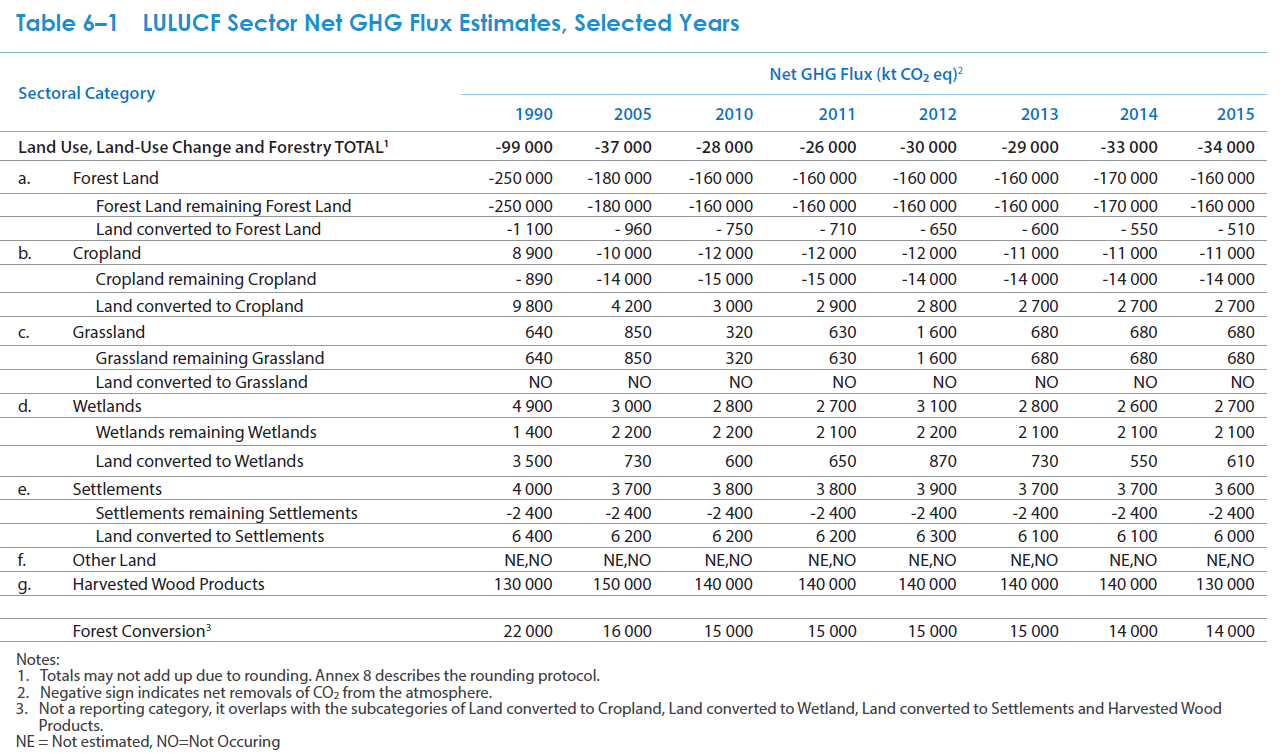 Table 6–1 LULUCF Sector Net GHG Flux Estimates, Selected Years
Net GHG Flux (kt CO₂ eq)²
Sectoral Category
1990 2005 2010 2011 2012 2013 2014 2015
Land Use, Land-Use Change and Forestry TOTAL¹ -99 000 -37 000 -28 000 -26 000 -30 000 -29 000 -33 000 -34 000
a. Forest Land -250 000 -180 000 -160 000 -160 000 -160 000 -160 000 -170 000 -160 000
Forest Land remaining Forest Land -250 000 -180 000 -160 000 -160 000 -160 000 -160 000 -170 000 -160 000
Land converted to Forest Land -1 100 - 960 - 750 - 710 - 650 - 600 - 550 - 510
b. Cropland 8 900 -10 000 -12 000 -12 000 -12 000 -11 000 -11 000 -11 000
Cropland remaining Cropland - 890 -14 000 -15 000 -15 000 -14 000 -14 000 -14 000 -14 000
Land converted to Cropland 9 800 4 200 3 000 2 900 2 800 2 700 2 700 2 700
c. Grassland 640 850 320 630 1 600 680 680 680
Grassland remaining Grassland 640 850 320 630 1 600 680 680 680
Land converted to Grassland NO NO NO NO NO NO NO NO
d. Wetlands 4 900 3 000 2 800 2 700 3 100 2 800 2 600 2 700
Wetlands remaining Wetlands 1 400 2 200 2 200 2 100 2 200 2 100 2 100 2 100
Land converted to Wetlands 3 500 730 600 650 870 730 550 610
e. Settlements 4 000 3 700 3 800 3 800 3 900 3 700 3 700 3 600
Settlements remaining Settlements -2 400 -2 400 -2 400 -2 400 -2 400 -2 400 -2 400 -2 400
Land converted to Settlements 6 400 6 200 6 200 6 200 6 300 6 100 6 100 6 000
f. Other Land NE,NO NE,NO NE,NO NE,NO NE,NO NE,NO NE,NO NE,NO
g. Harvested Wood Products 130 000 150 000 140 000 140 000 140 000 140 000 140 000 130 000
Forest Conversion³ 22 000 16 000 15 000 15 000 15 000 15 000 14 000 14 000
Notes:
1. Totals may not add up due to rounding. Annex 8 describes the rounding protocol.
2. Negative sign indicates net removals of CO₂ from the atmosphere.
3. Not a reporting category, it overlaps with the subcategories of Land converted to Cropland, Land converted to Wetland, Land converted to Settlements and Harvested Wood
Products.
NE = Not estimated, NO=Not Occuring